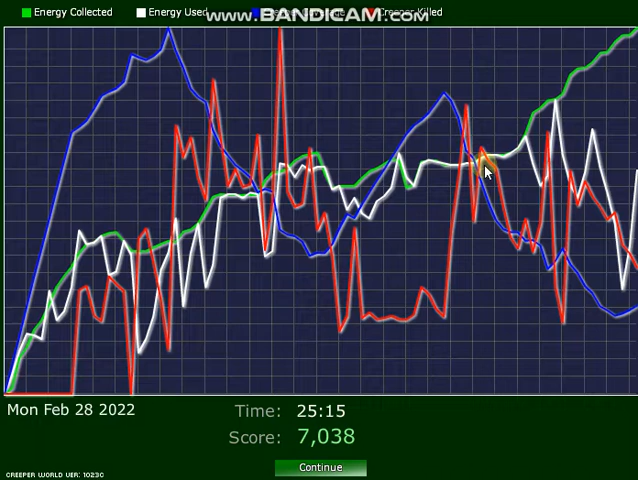 Energy Collected Energy Used Creeper Killed
www.BANDICAM.com
Mon Feb 28 2022 Time: 25:15
Score: 7,038
Continue
CREEPER WORLD VER: 1023C